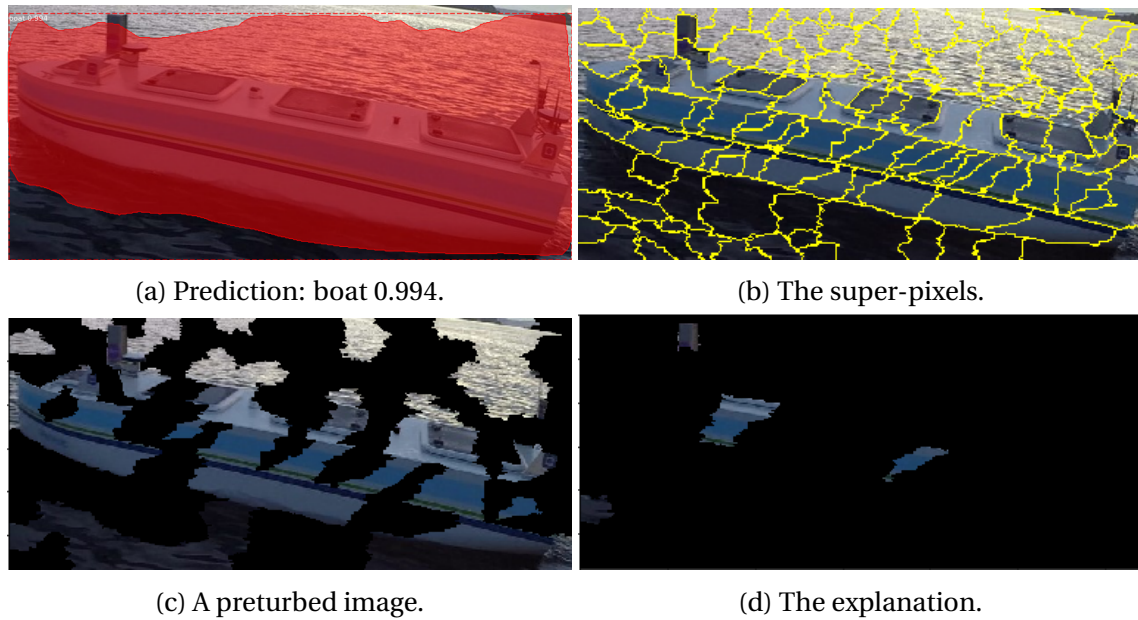 boat 0.994
(a) Prediction: boat 0.994.
(b) The super-pixels.
(c) A preturbed image.
(d) The explanation.